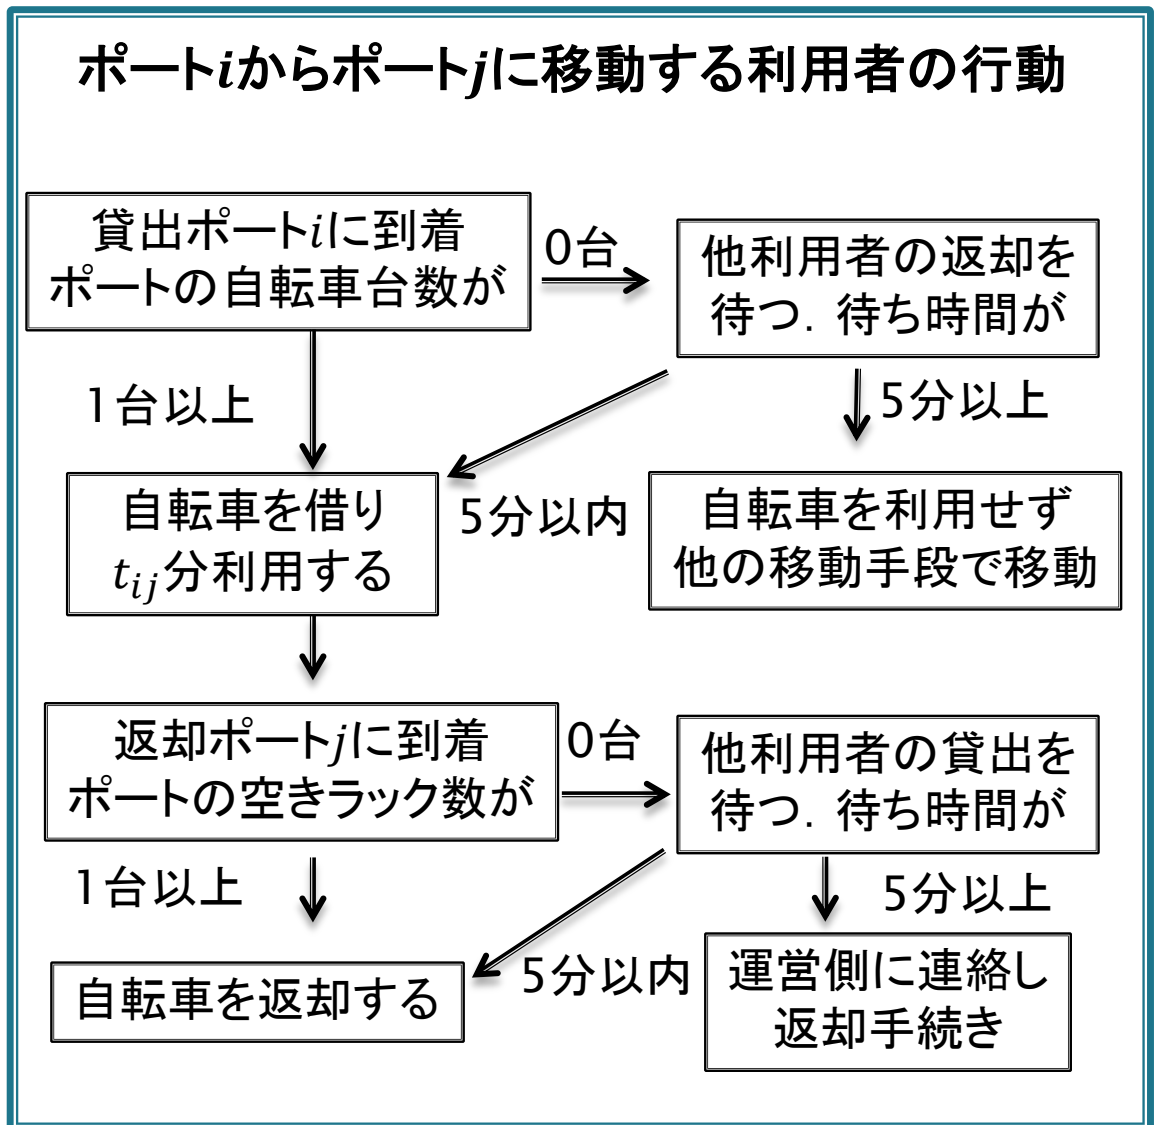 ポートiからポートjに移動する利用者の行動
貸出ポートiに到着
ポートの自転車台数が
0台
他利用者の返却を
待つ．待ち時間が
1台以上
5分以上
5分以内
自転車を借り
t_{ij}分利用する
自転車を利用せず
他の移動手段で移動
返却ポートjに到着
ポートの空きラック数が
0台
他利用者の貸出を
待つ．待ち時間が
1台以上
5分以上
5分以内
自転車を返却する
運営側に連絡し
返却手続き